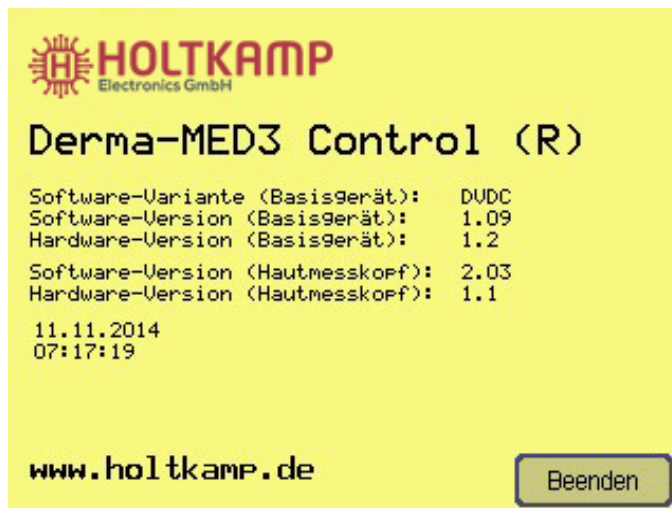 HOLTKAMP
Electronics GmbH
Derma-MED3 Control (R)
Software-Variante (Basisgerät): DVDC
Software-Version (Basisgerät): 1.09
Hardware-Version (Basisgerät): 1.2
Software-Version (Hautmesskopf): 2.03
Hardware-Version (Hautmesskopf): 1.1
11.11.2014
07:17:19
www.holtkamp.de
Beenden